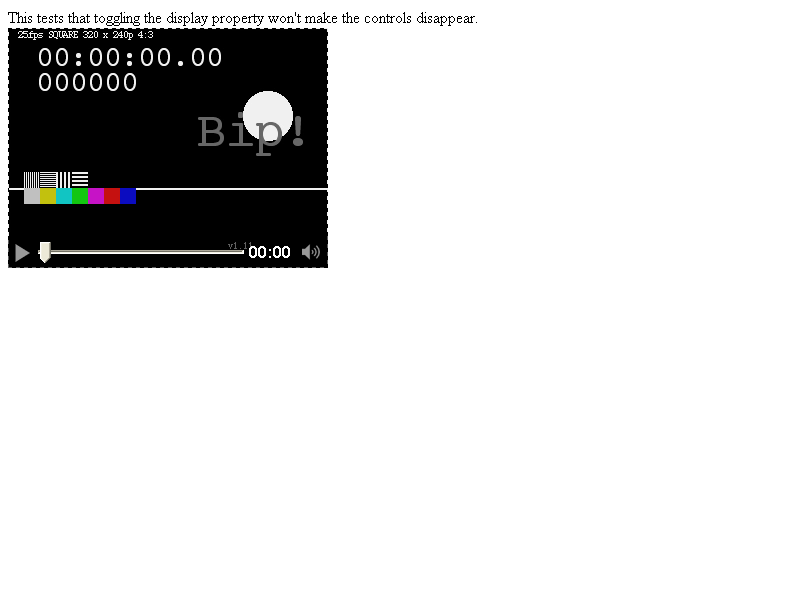 This tests that toggling the display property won't make the controls disappear.
25fps SQUARE 320 x 240p 4:3
00:00:00.00
000000
Bip!
v1.11
00:00